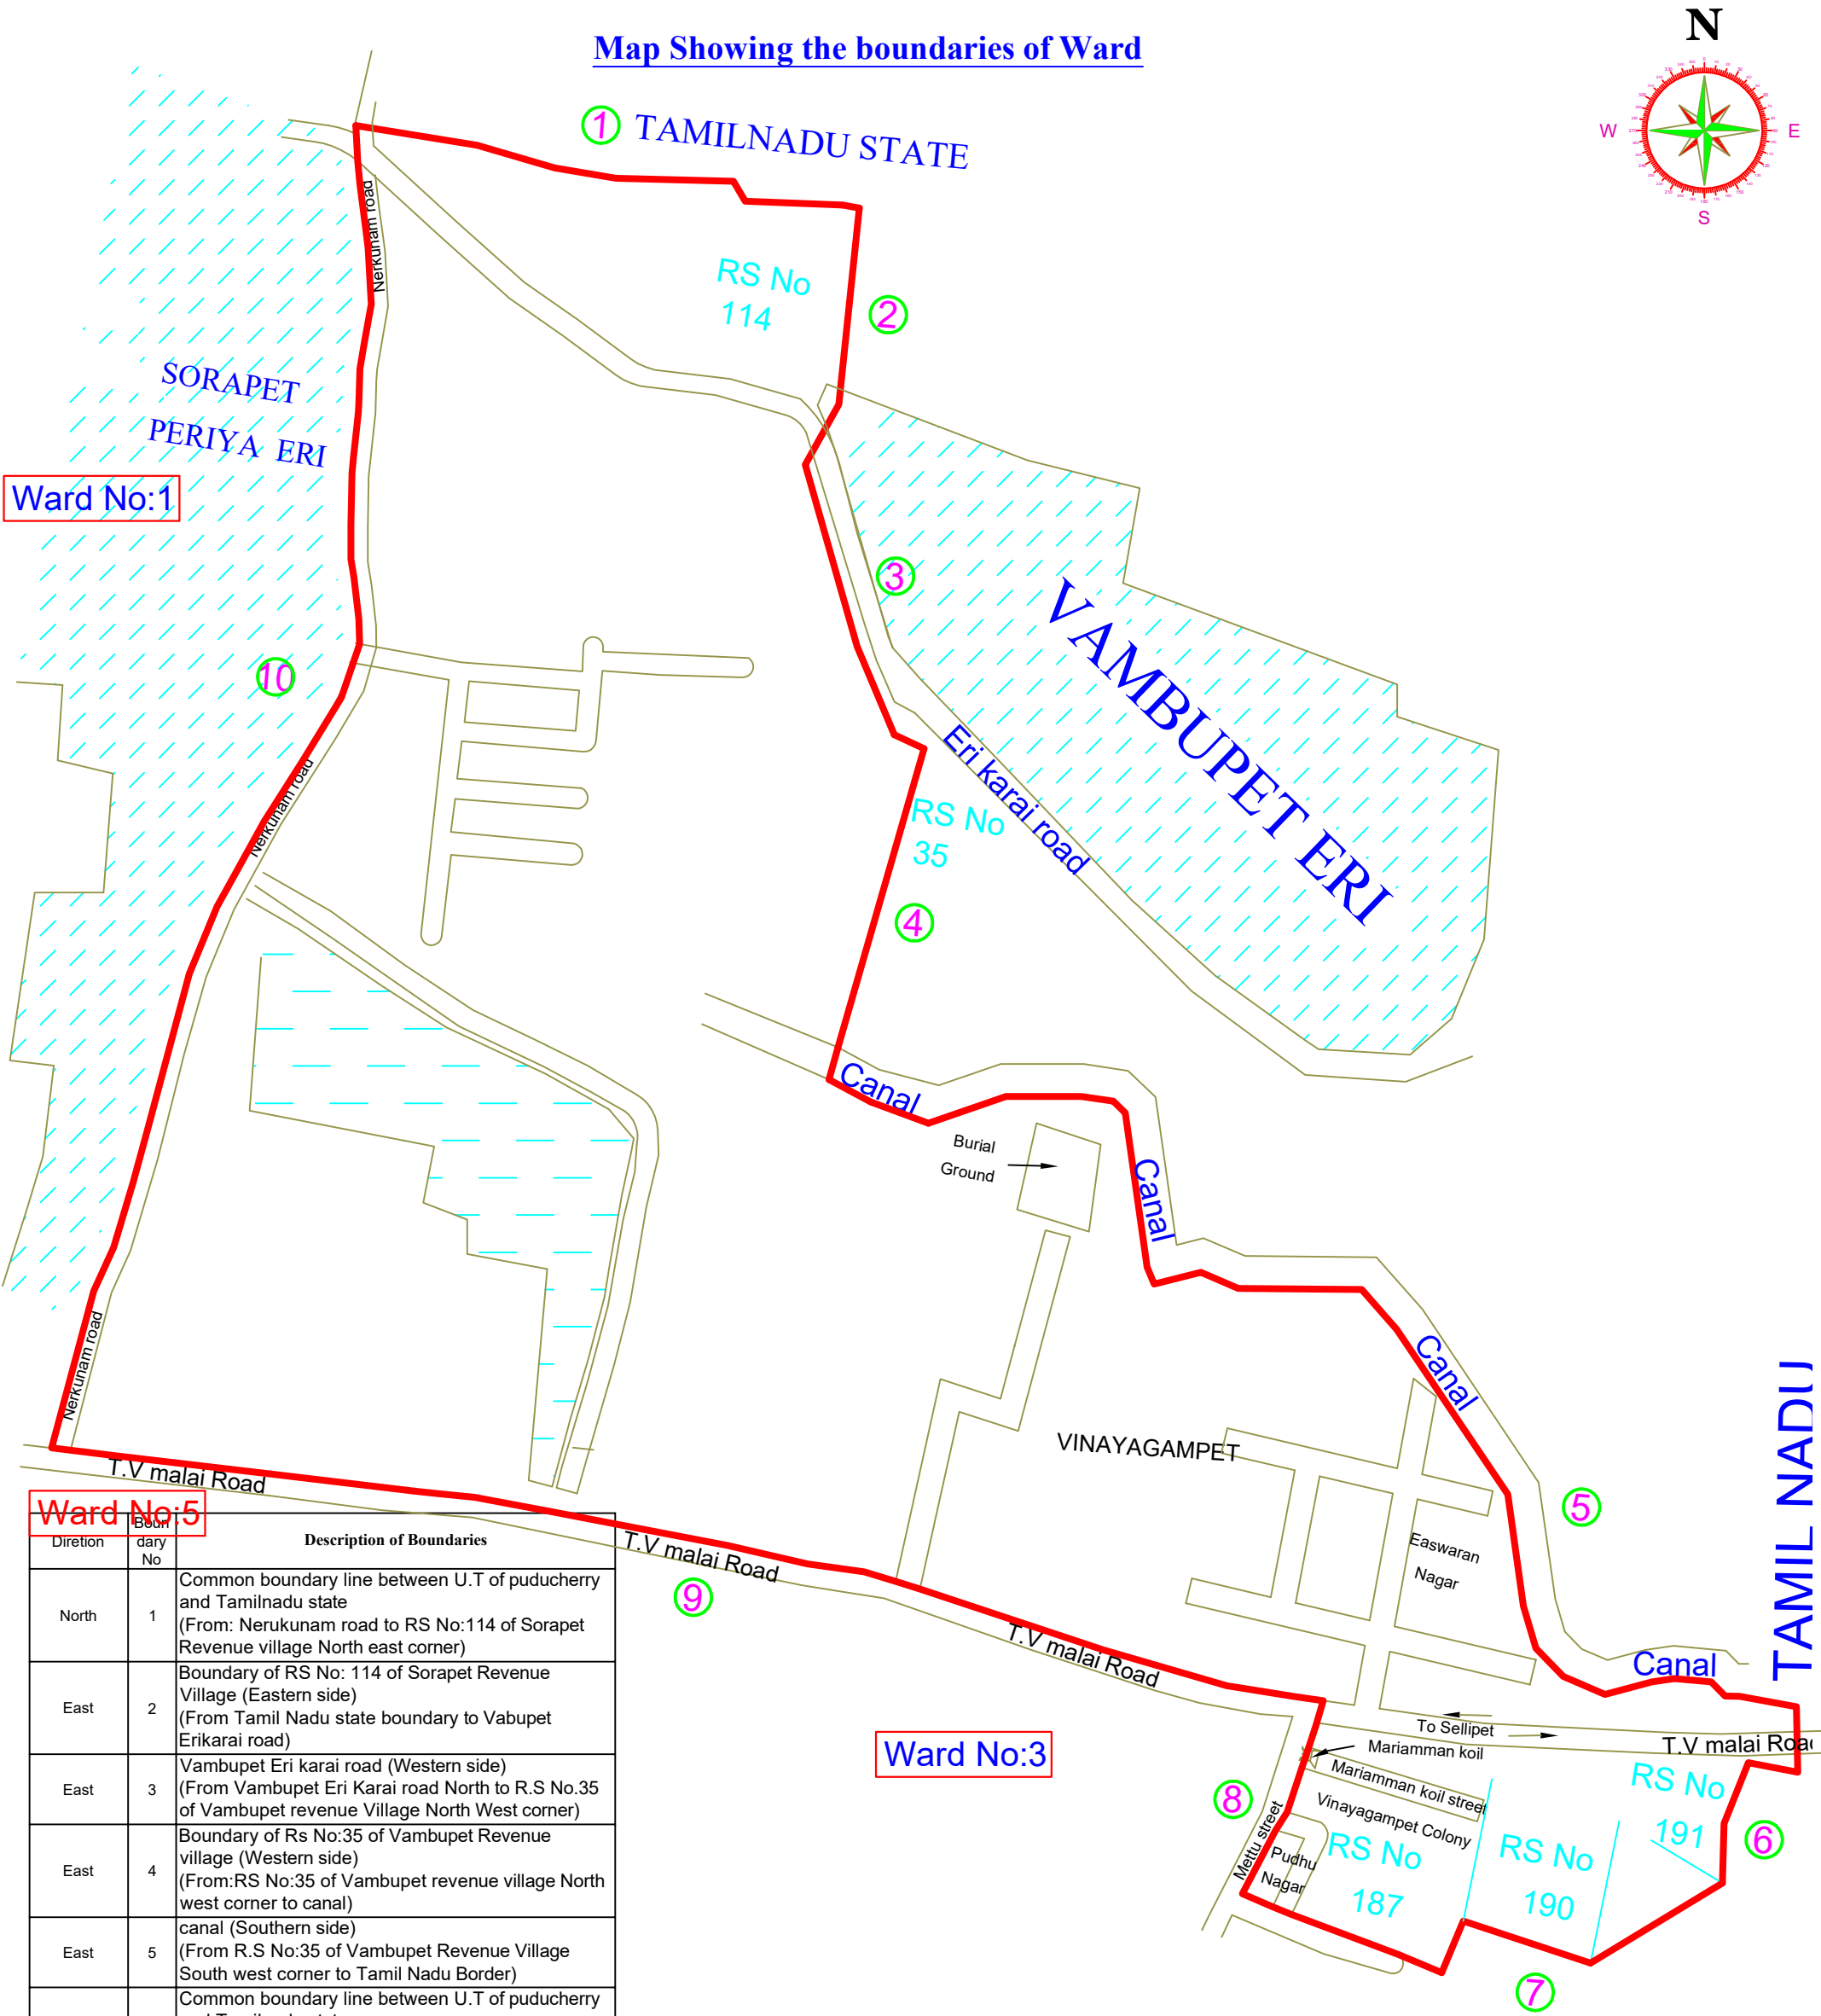 Map Showing the boundaries of Ward
N
W
E
S
1
TAMILNADU STATE
Nerkunam road
RS No
114
2
SORAPET
PERIYA ERI
Ward No:1
3
VAMBUPET ERI
10
Eri karai road
Nerkunam road
RS No
35
4
Canal
Burial
Ground
Canal
Canal
Nerkunam road
VINAYAGAMPET
TAMIL NADU
T.V malai Road
5
Easwaran
Nagar
T.V malai Road
9
T.V malai Road
Canal
To Sellipet
T.V malai Road
Ward No:3
Mariamman koil
Mariamman koil street
Vinayagampet Colony
8
Mettu street
Pudhu
Nagar
RS No
187
RS No
190
RS No
191
6
7
Ward No:5
Diretion
Boun
dary
No
Description of Boundaries
North
1
Common boundary line between U.T of puducherry
and Tamilnadu state
(From: Nerukunam road to RS No:114 of Sorapet
Revenue village North east corner)
East
2
Boundary of RS No: 114 of Sorapet Revenue
Village (Eastern side)
(From Tamil Nadu state boundary to Vabupet
Erikarai road)
East
3
Vambupet Eri karai road (Western side)
(From Vambupet Eri Karai road North to R.S No.35
of Vambupet revenue Village North West corner)
East
4
Boundary of Rs No:35 of Vambupet Revenue
village (Western side)
(From:RS No:35 of Vambupet revenue village North
west corner to canal)
East
5
canal (Southern side)
(From R.S No:35 of Vambupet Revenue Village
South west corner to Tamil Nadu Border)
Common boundary line between U.T of puducherry